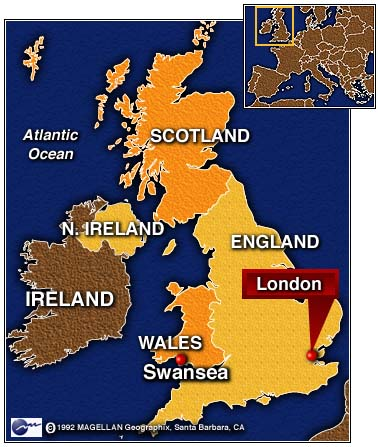 Atlantic
Ocean
SCOTLAND
N. IRELAND
ENGLAND
IRELAND
London
WALES
Swansea
© 1992 MAGELLAN Geographix, Santa Barbara, CA